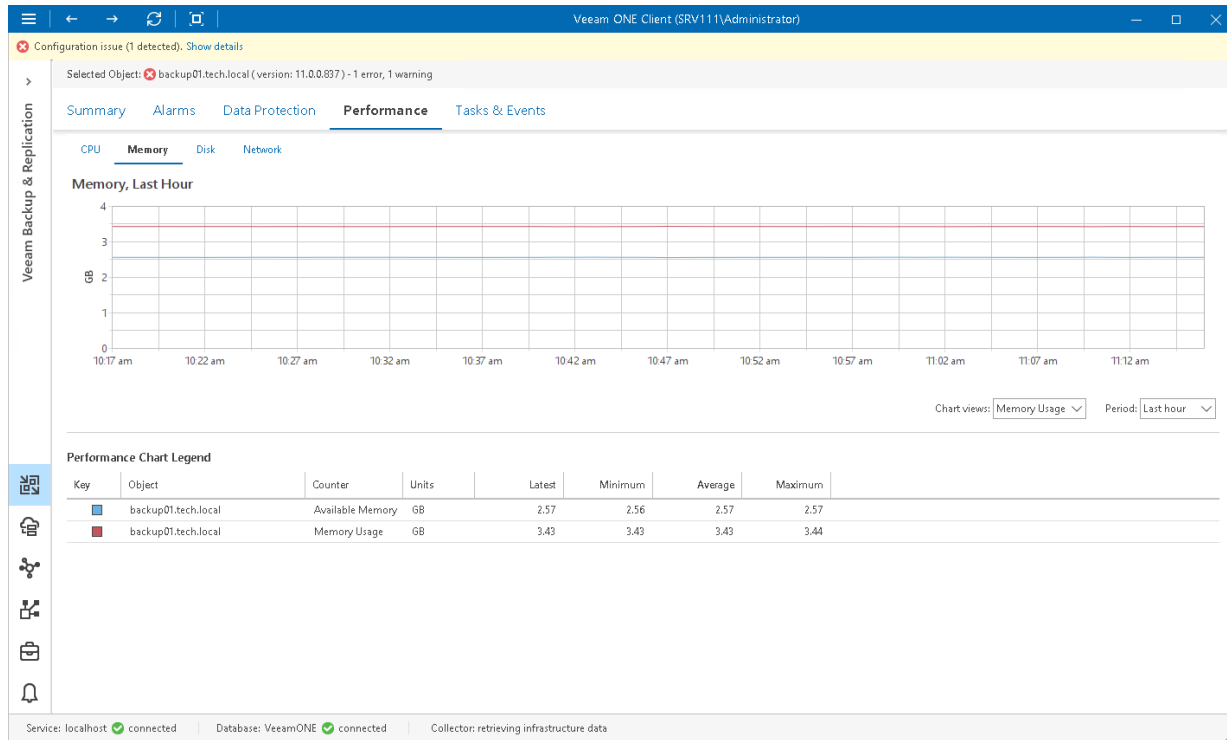 Veeam ONE Client (SRV111\Administrator)
Configuration issue (1 detected). Show details
Selected Object: backup01.tech.local ( version: 11.0.0.837 ) - 1 error, 1 warning
Veeam Backup & Replication
Summary Alarms Data Protection Performance Tasks & Events
CPU Memory Disk Network
Memory, Last Hour
GB
4
3
2
1
0
10:17 am 10:22 am 10:27 am 10:32 am 10:37 am 10:42 am 10:47 am 10:52 am 10:57 am 11:02 am 11:07 am 11:12 am
Chart views: Memory Usage Period: Last hour
Performance Chart Legend
Key Object Counter Units Latest Minimum Average Maximum
backup01.tech.local Available Memory GB 2.57 2.56 2.57 2.57
backup01.tech.local Memory Usage GB 3.43 3.43 3.43 3.44
Service: localhost connected Database: VeeamONE connected Collector: retrieving infrastructure data